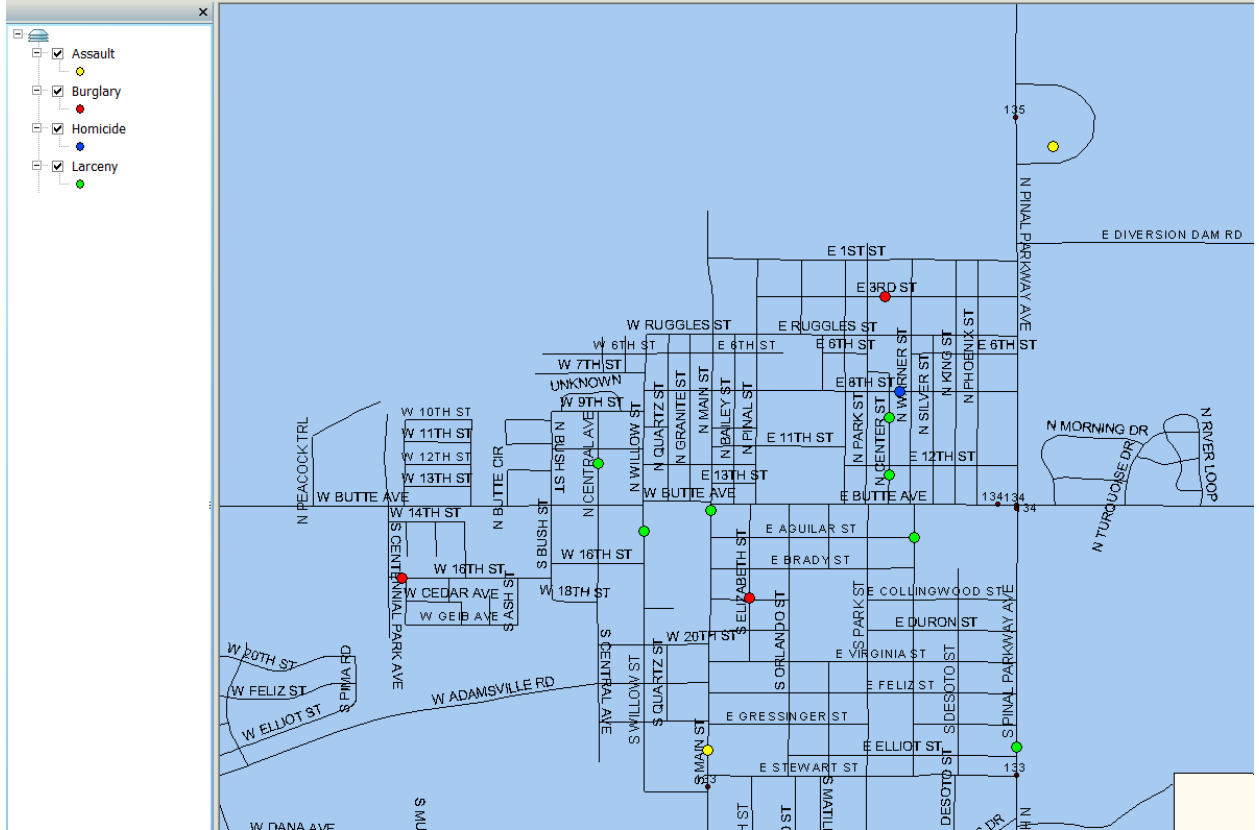 Assault
Burglary
Homicide
Larceny
135
N PINAL PARKWAY AVE
E DIVERSION DAM RD
E 1ST ST
E 3RD ST
W RUGGLES ST
E RUGGLES ST
W 6TH ST
E 6TH ST
E 6TH ST
E 6TH ST
W 7TH ST
UNKNOWN
E 8TH ST
W 9TH ST
N WARNER ST
N SILVER ST
N KING ST
N PHOENIX ST
N PEACOCK TRL
W 10TH ST
W 11TH ST
W 12TH ST
W 13TH ST
N BUTTE CIR
N BUSH ST
N CENTRAL AVE
N WILLOW ST
N QUARTZ ST
N GRANITE ST
N MAIN ST
N BAILEY ST
N PINAL ST
E 11TH ST
N PARK ST
N CENTER ST
E 12TH ST
E 13TH ST
N MORNING DR
N TURQUOISE DR
N RIVER LOOP
W BUTTE AVE
W BUTTE AVE
E BUTTE AVE
134
134
134
W 14TH ST
S CENTENNIAL PARK AVE
S BUSH ST
W 16TH ST
W 16TH ST
E AGUILAR ST
E BRADY ST
W CEDAR AVE
W GEIB AVE
S ASH ST
W 18TH ST
S ELIZABETH ST
S ORLANDO ST
S PARK ST
E COLLINGWOOD ST
E DURON ST
S PINAL PARKWAY AVE
W 20TH ST
W 20TH ST
E VIRGINIA ST
W FELIZ ST
S PIMA RD
W ELLIOT ST
W ADAMSVILLE RD
S CENTRAL AVE
S WILLOW ST
S QUARTZ ST
E FELIZ ST
S DESOTO ST
E GRESSINGER ST
E ELLIOT ST
S MAIN ST
E STEWART ST
133
133
W DANA AVE
DESOTO ST